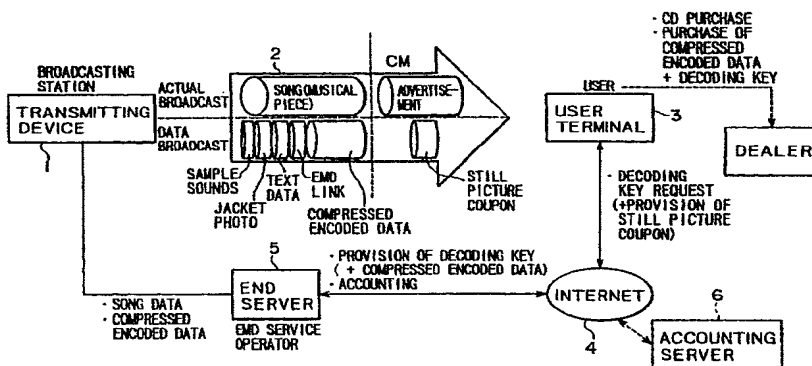 BROADCASTING
STATION
TRANSMITTING
DEVICE
1
ACTUAL
BROADCAST
DATA
BROADCAST
2
SONG(MUSICAL
PIECE)
CM
ADVERTISE-
MENT
SAMPLE
SOUNDS
JACKET
PHOTO
TEXT
DATA
EMD
LINK
COMPRESSED
ENCODED DATA
STILL
PICTURE
COUPON
· CD PURCHASE
· PURCHASE OF
COMPRESSED
ENCODED DATA
+ DECODING KEY
USER
USER
TERMINAL
3
DEALER
· DECODING
KEY REQUEST
(+PROVISION OF
STILL PICTURE
COUPON)
· SONG DATA
· COMPRESSED
ENCODED DATA
5
END
SERVER
EMD SERVICE
OPERATOR
· PROVISION OF DECODING KEY
( + COMPRESSED ENCODED DATA)
· ACCOUNTING
INTERNET
4
6
ACCOUNTING
SERVER